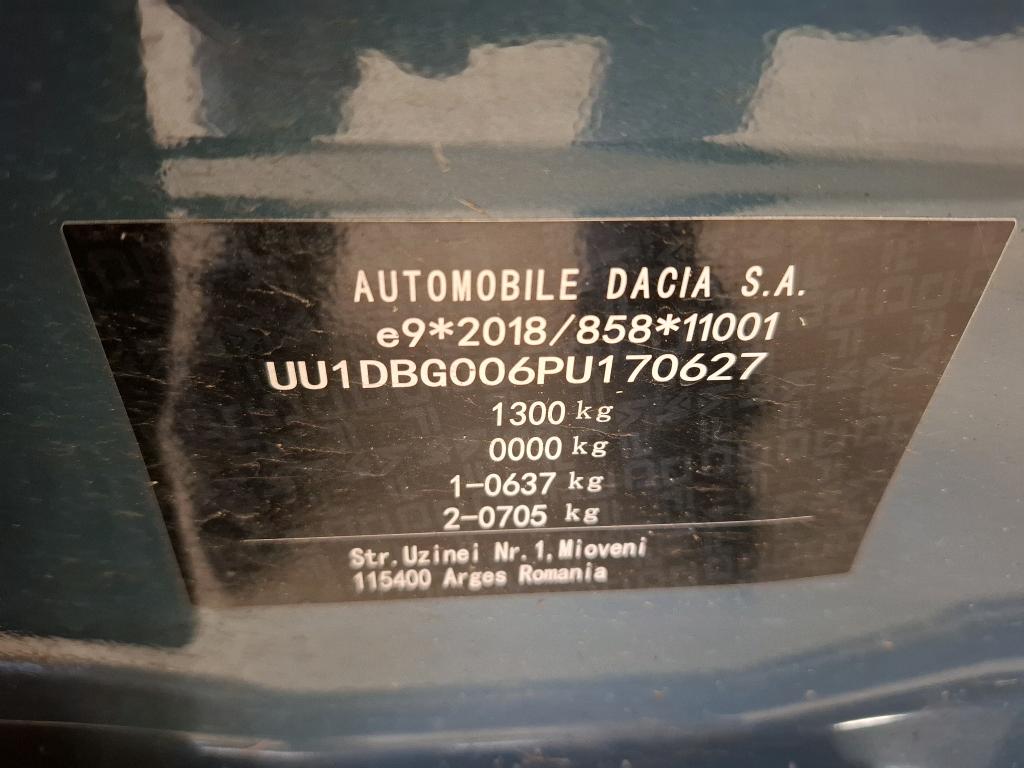 AUTOMOBILE DACIA S.A.
e9*2018/858*11001
UU1DBG006PU170627
1300 kg
0000 kg
1-0637 kg
2-0705 kg
Str.Uzinei Nr.1,Mioveni
115400 Arges Romania